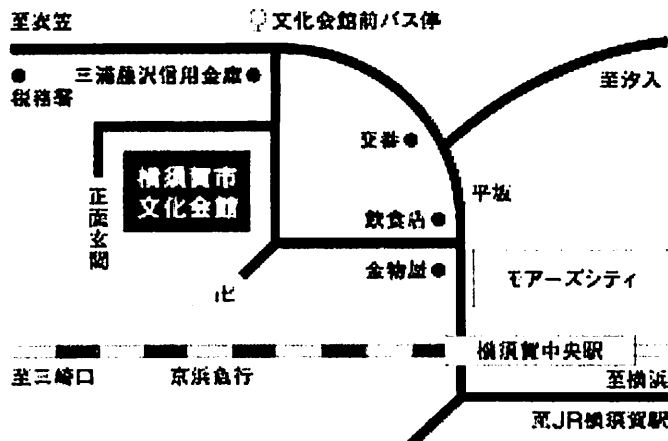 至衣笠
文化会館前バス停
三浦藤沢信用金庫
税務署
至汐入
交番
横須賀市
文化会館
正面玄関
平坂
飲食店
金物屋
モアーズシティ
横須賀中央駅
至三崎口
京浜急行
至横浜
至JR横須賀駅